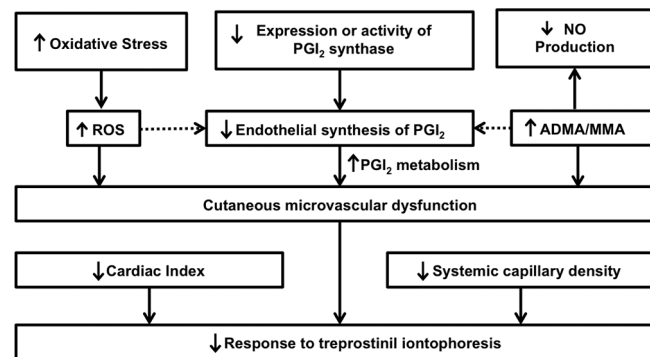 ↑ Oxidative Stress
↓ Expression or activity of
PGI₂ synthase
↓ NO
Production
↑ ROS
↓ Endothelial synthesis of PGI₂
↑ ADMA/MMA
↑ PGI₂ metabolism
Cutaneous microvascular dysfunction
↓ Cardiac Index
↓ Systemic capillary density
↓ Response to treprostinil iontophoresis